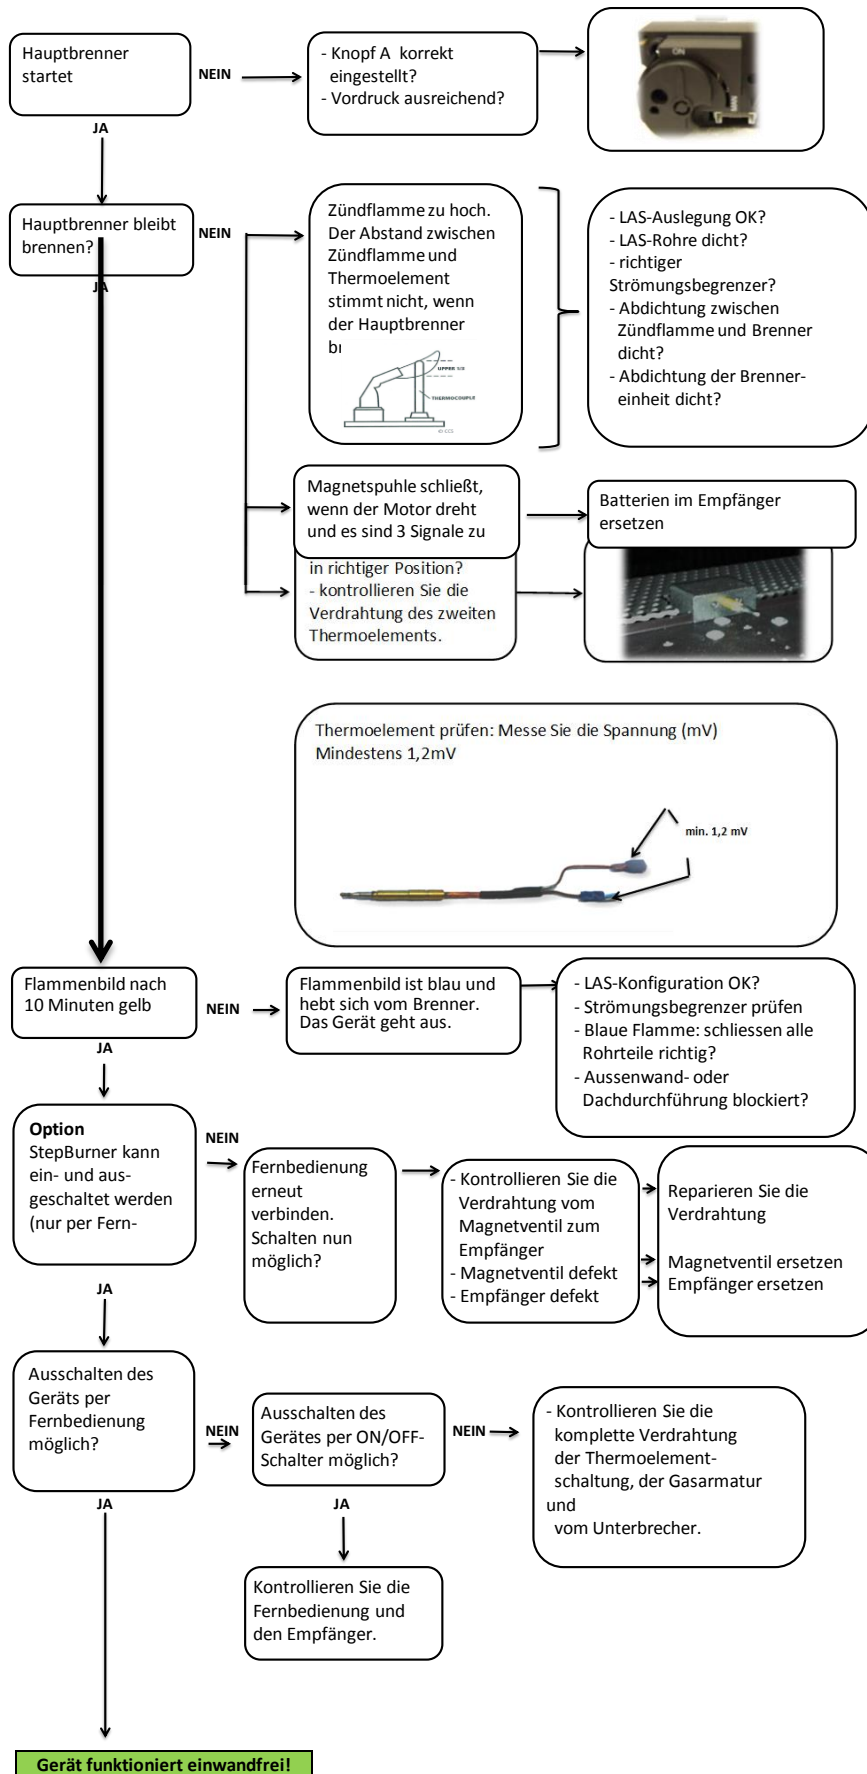 Hauptbrenner
startet
NEIN
- Knopf A korrekt
eingestellt?
- Vordruck ausreichend?
ON
JA
Hauptbrenner bleibt
brennen?
NEIN
JA
Zündflamme zu hoch.
Der Abstand zwischen
Zündflamme und
Thermoelement
stimmt nicht, wenn
der Hauptbrenner
UPPER 3/8
THERMOCOUPLE
© CCS
- LAS-Auslegung OK?
- LAS-Rohre dicht?
- richtiger
Strömungsbegrenzer?
- Abdichtung zwischen
Zündflamme und Brenner
dicht?
- Abdichtung der Brenner-
einheit dicht?
Magnetspuhle schließt,
wenn der Motor dreht
und es sind 3 Signale zu
Batterien im Empfänger
ersetzen
in richtiger Position?
- kontrollieren Sie die
Verdrahtung des zweiten
Thermoelements.
Thermoelement prüfen: Messe Sie die Spannung (mV)
Mindestens 1,2mV
min. 1,2 mV
Flammenbild nach
10 Minuten gelb
NEIN
Flammenbild ist blau und
hebt sich vom Brenner.
Das Gerät geht aus.
- LAS-Konfiguration OK?
- Strömungsbegrenzer prüfen
- Blaue Flamme: schliessen alle
Rohrteile richtig?
- Aussenwand- oder
Dachdurchführung blockiert?
JA
Option
StepBurner kann
ein- und aus-
geschaltet werden
(nur per Fern-
NEIN
Fernbedienung
erneut
verbinden.
Schalten nun
möglich?
- Kontrollieren Sie die
Verdrahtung vom
Magnetventil zum
Empfänger
- Magnetventil defekt
- Empfänger defekt
Reparieren Sie die
Verdrahtung
Magnetventil ersetzen
Empfänger ersetzen
JA
Ausschalten des
Geräts per
Fernbedienung
möglich?
NEIN
Ausschalten des
Gerätes per ON/OFF-
Schalter möglich?
NEIN
- Kontrollieren Sie die
komplette Verdrahtung
der Thermoelement-
schaltung, der Gasarmatur
und
vom Unterbrecher.
JA
JA
Kontrollieren Sie die
Fernbedienung und
den Empfänger.
Gerät funktioniert einwandfrei!